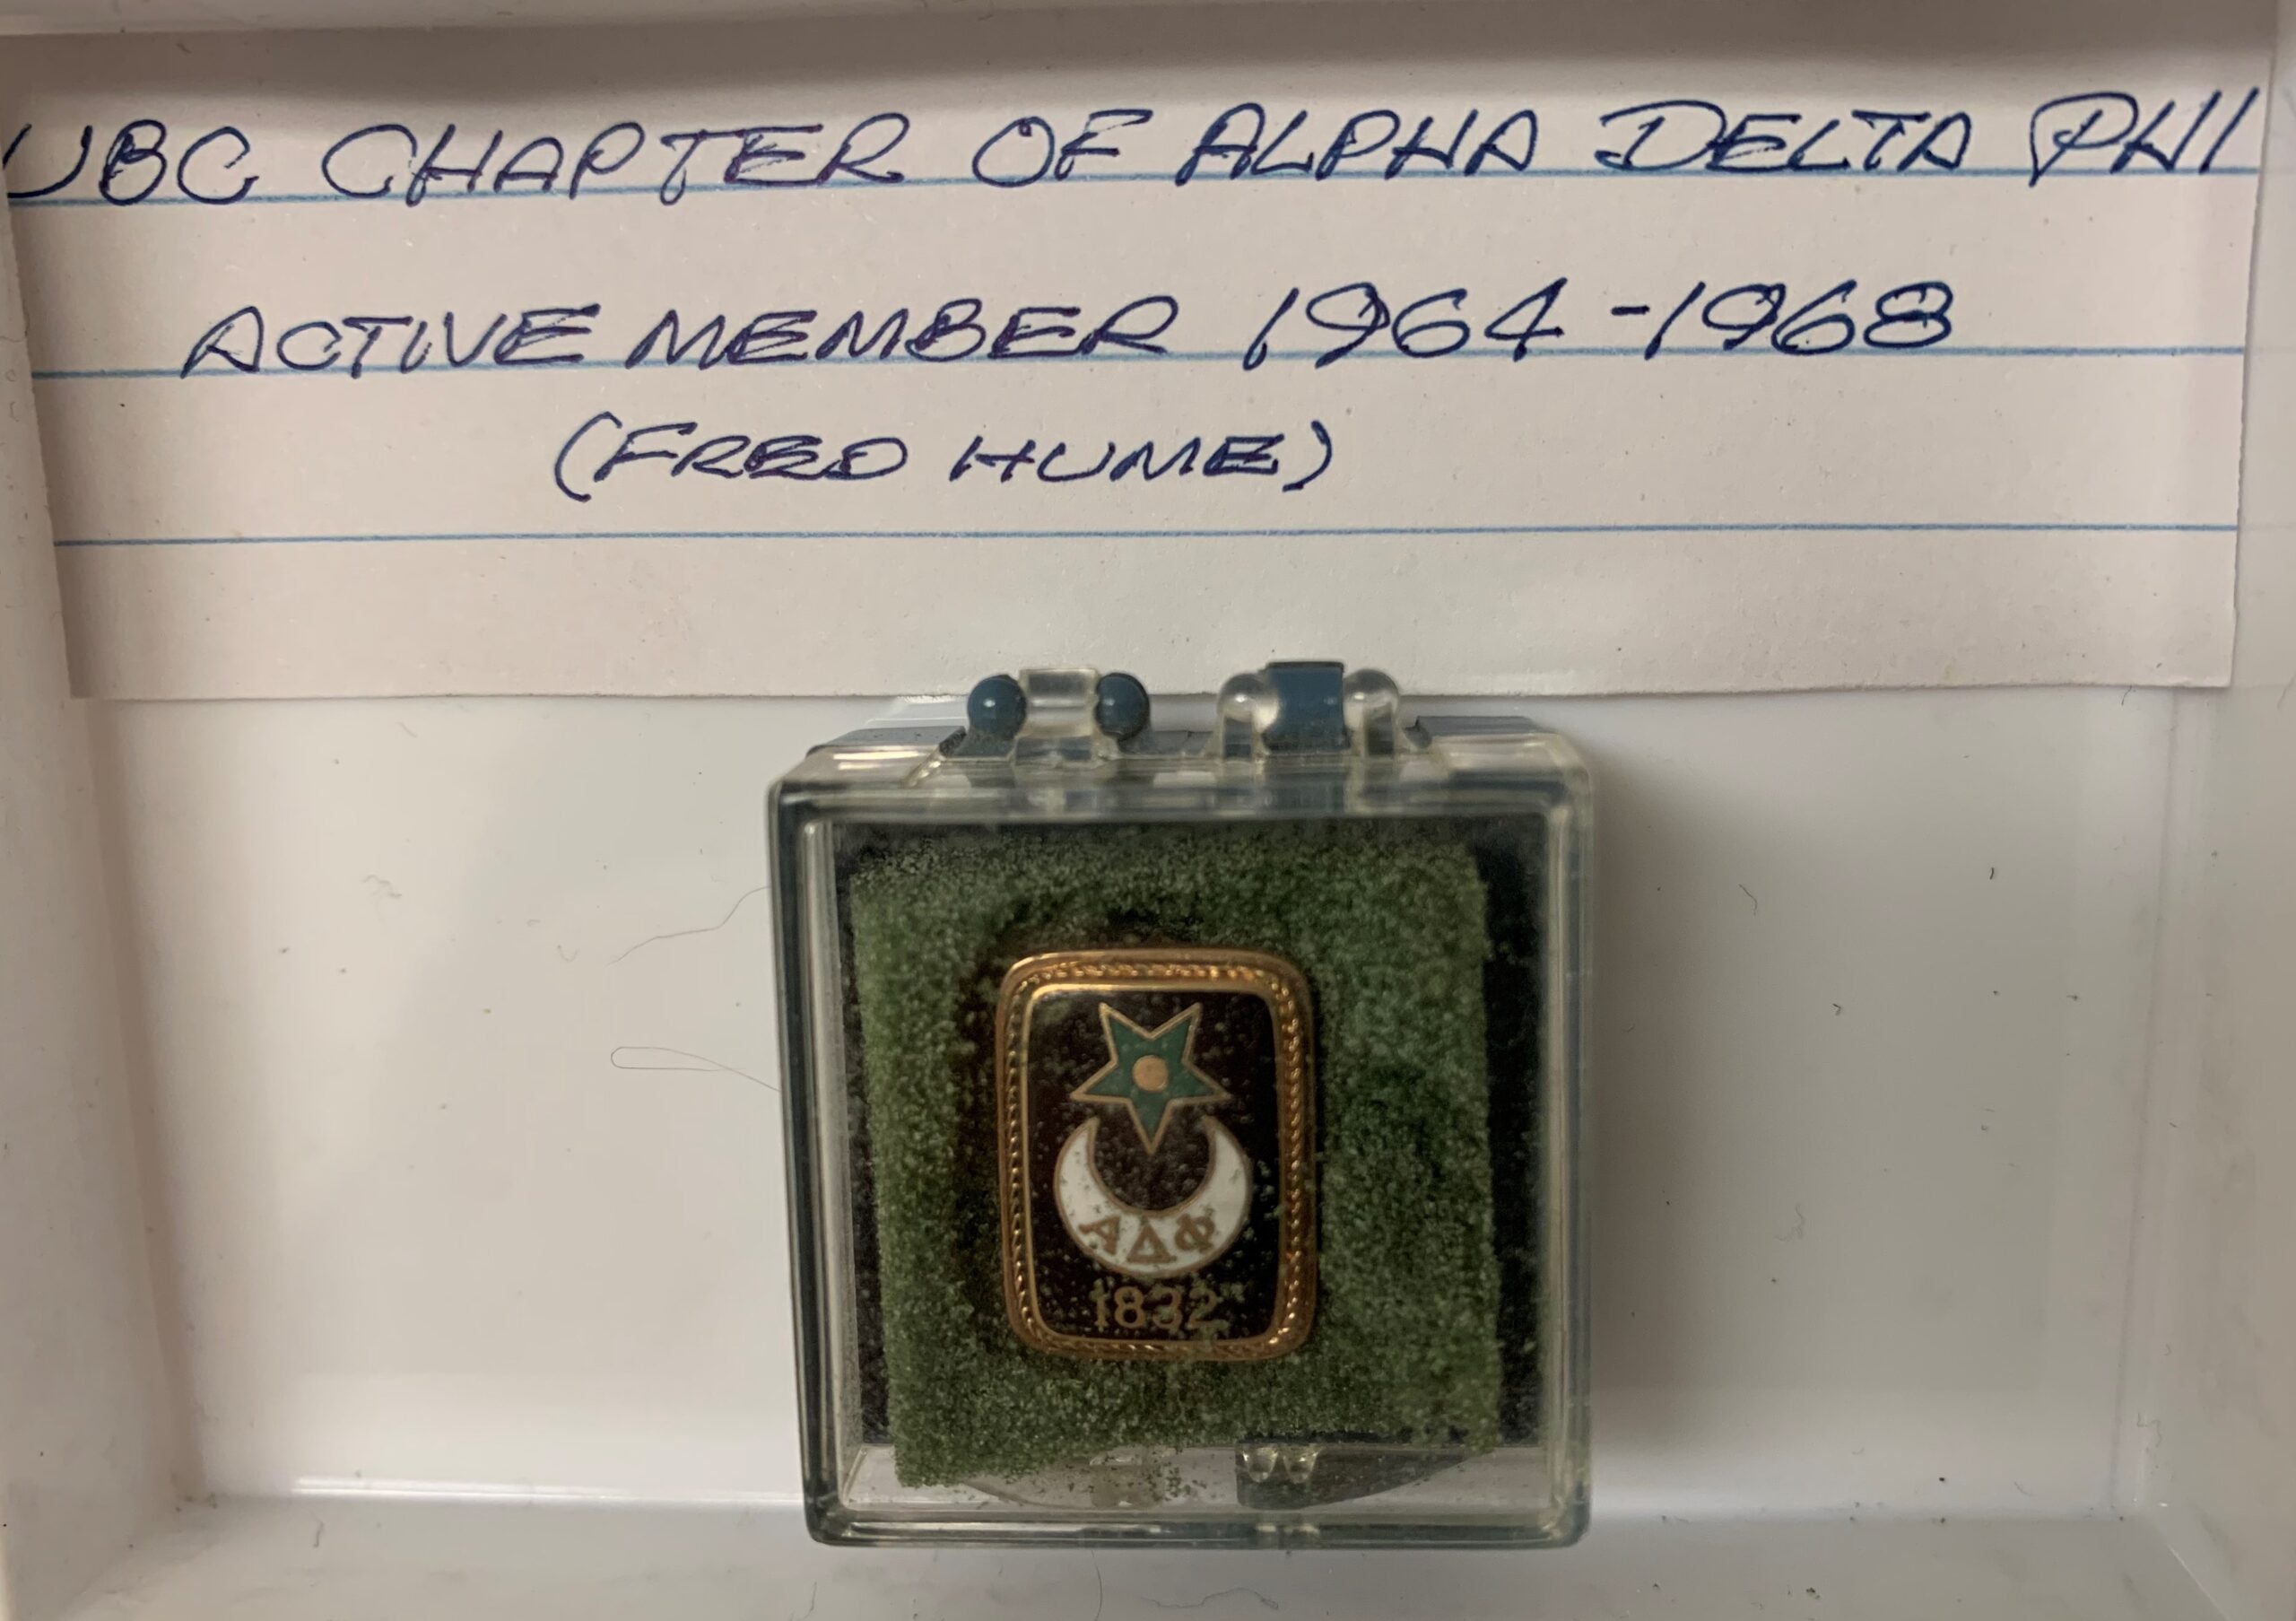 UBC CHAPTER OF ALPHA DELTA PHI
ACTIVE MEMBER 1964-1968
(FRED HUME)
ΑΔΦ
1832